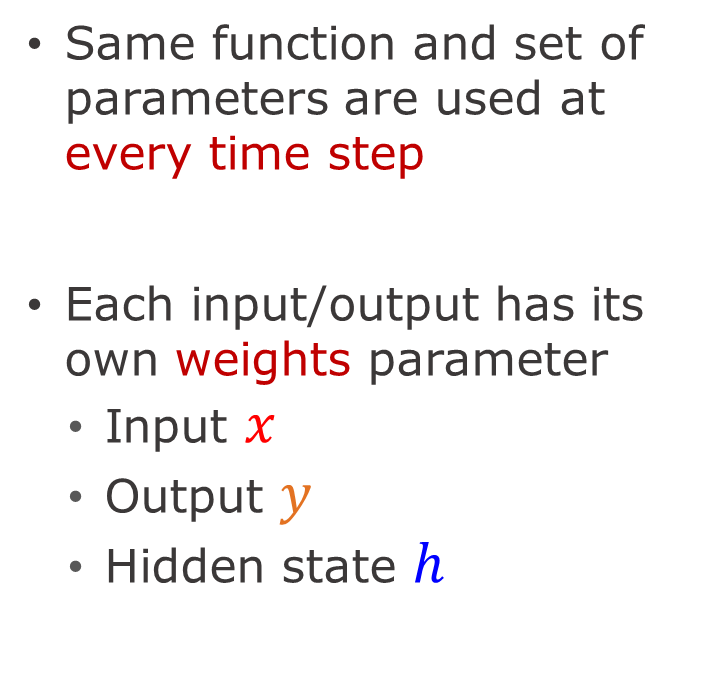 • Same function and set of
parameters are used at
every time step
• Each input/output has its
own weights parameter
• Input x
• Output y
• Hidden state h